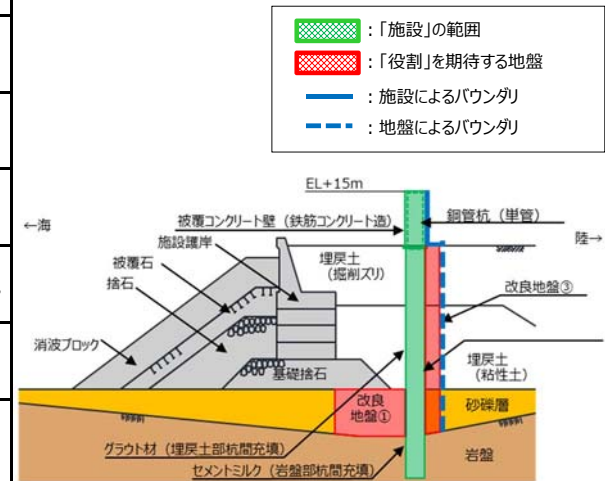 ：「施設」の範囲
：「役割」を期待する地盤
：施設によるバウンダリ
：地盤によるバウンダリ
EL+15m
←海
被覆コンクリート壁（鉄筋コンクリート造）
鋼管杭（単管）
陸→
施設護岸
埋戻土
（掘削ズリ）
被覆石
改良地盤③
捨石
消波ブロック
埋戻土
（粘性土）
基礎捨石
改良
地盤①
砂礫層
グラウト材（埋戻土部杭間充填）
岩盤
セメントミルク（岩盤部杭間充填）